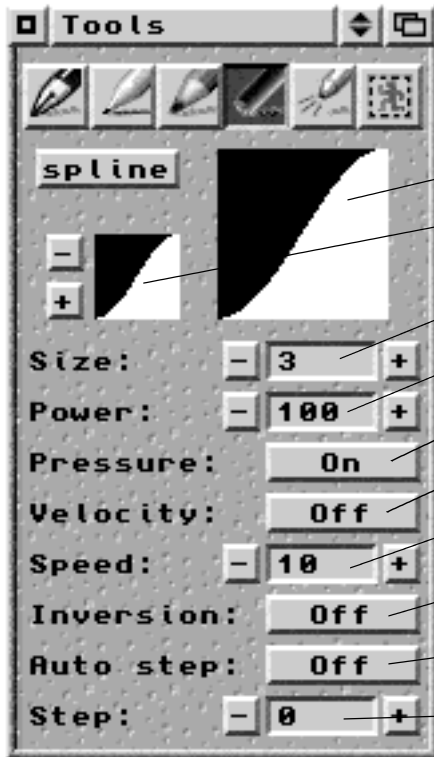 Tools
spline
-
+
Size: - 3 +
Power: - 100 +
Pressure: On
Velocity: Off
Speed: - 10 +
Inversion: Off
Auto step: Off
Step: - 0 +